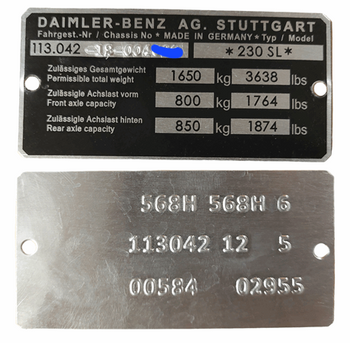 DAIMLER-BENZ AG. STUTTGART
Fahrgest.-Nr / Chassis No * MADE IN GERMANY * Typ / Model
113.042 -12-00 * 230 SL *
Zulässiges Gesamtgewicht
Permissible total weight 1650 kg 3638 lbs
Zulässige Achslast vorn
Front axle capacity 800 kg 1764 lbs
Zulässige Achslast hinten
Rear axle capacity 850 kg 1874 lbs
568H 568H 6
113042 12 5
00584 02955